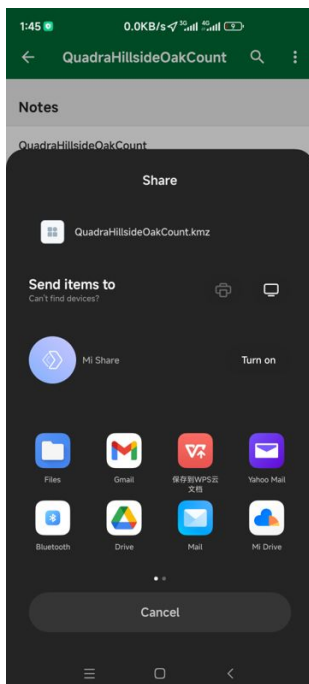 1:45
0.0KB/s
3G
4G
QuadraHillsideOakCount
Notes
QuadraHillsideOakCount
Share
QuadraHillsideOakCount.kmz
Send items to
Can't find devices?
Mi Share
Turn on
Files
Gmail
保存到WPS云
文档
Yahoo Mail
Bluetooth
Drive
Mail
Mi Drive
Cancel